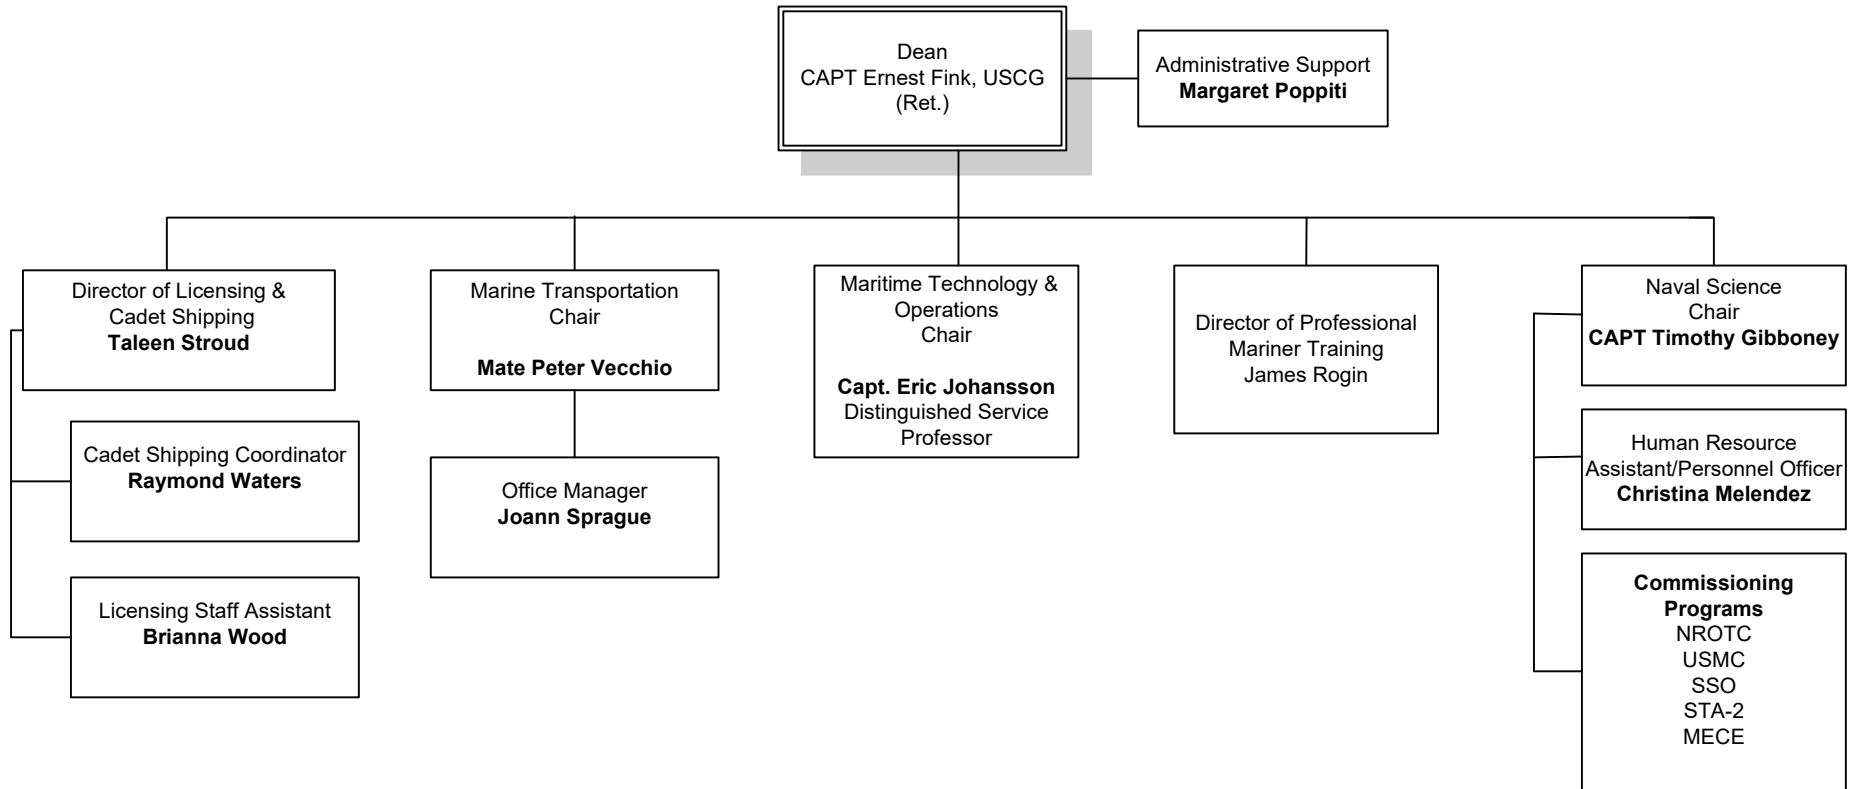 Dean
CAPT Ernest Fink, USCG
(Ret.)
Administrative Support
Margaret Poppiti
Director of Licensing &
Cadet Shipping
Taleen Stroud
Marine Transportation
Chair
Mate Peter Vecchio
Maritime Technology &
Operations
Chair
Capt. Eric Johansson
Distinguished Service
Professor
Director of Professional
Mariner Training
James Rogin
Naval Science
Chair
CAPT Timothy Gibboney
Cadet Shipping Coordinator
Raymond Waters
Office Manager
Joann Sprague
Human Resource
Assistant/Personnel Officer
Christina Melendez
Licensing Staff Assistant
Brianna Wood
Commissioning
Programs
NROTC
USMC
SSO
STA-2
MECE